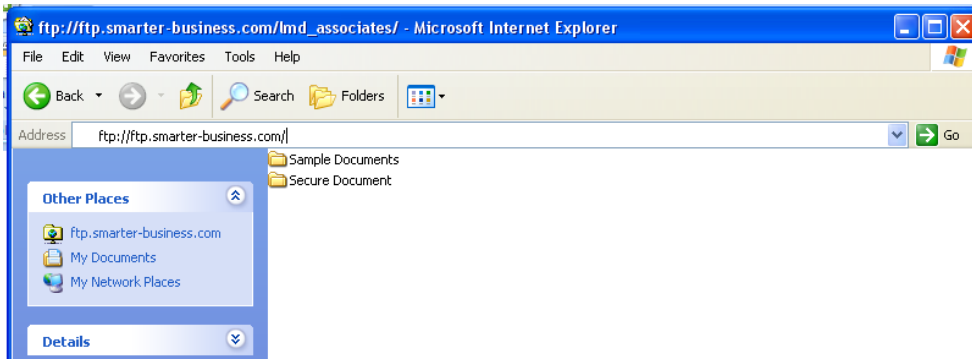 ftp://ftp.smarter-business.com/lmd_associates/ - Microsoft Internet Explorer
File Edit View Favorites Tools Help
Back Search Folders
Address ftp://ftp.smarter-business.com/ Go
Sample Documents
Secure Document
Other Places
ftp.smarter-business.com
My Documents
My Network Places
Details